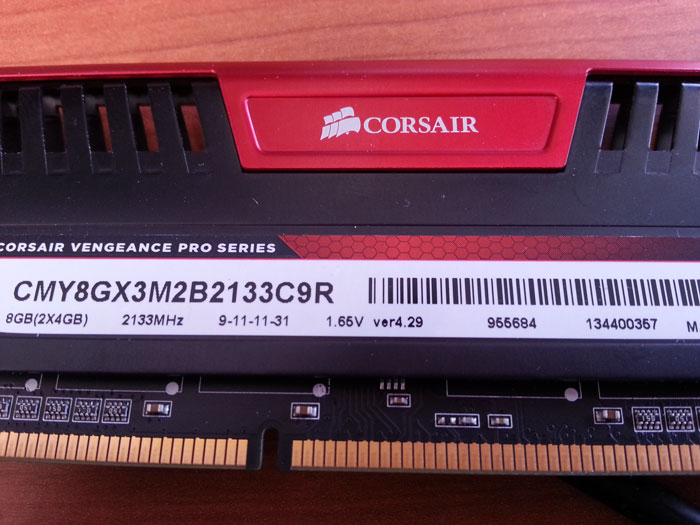 CORSAIR
CORSAIR VENGEANCE PRO SERIES
CMY8GX3M2B2133C9R
8GB(2X4GB) 2133MHz 9-11-11-31 1.65V ver4.29 955684 134400357